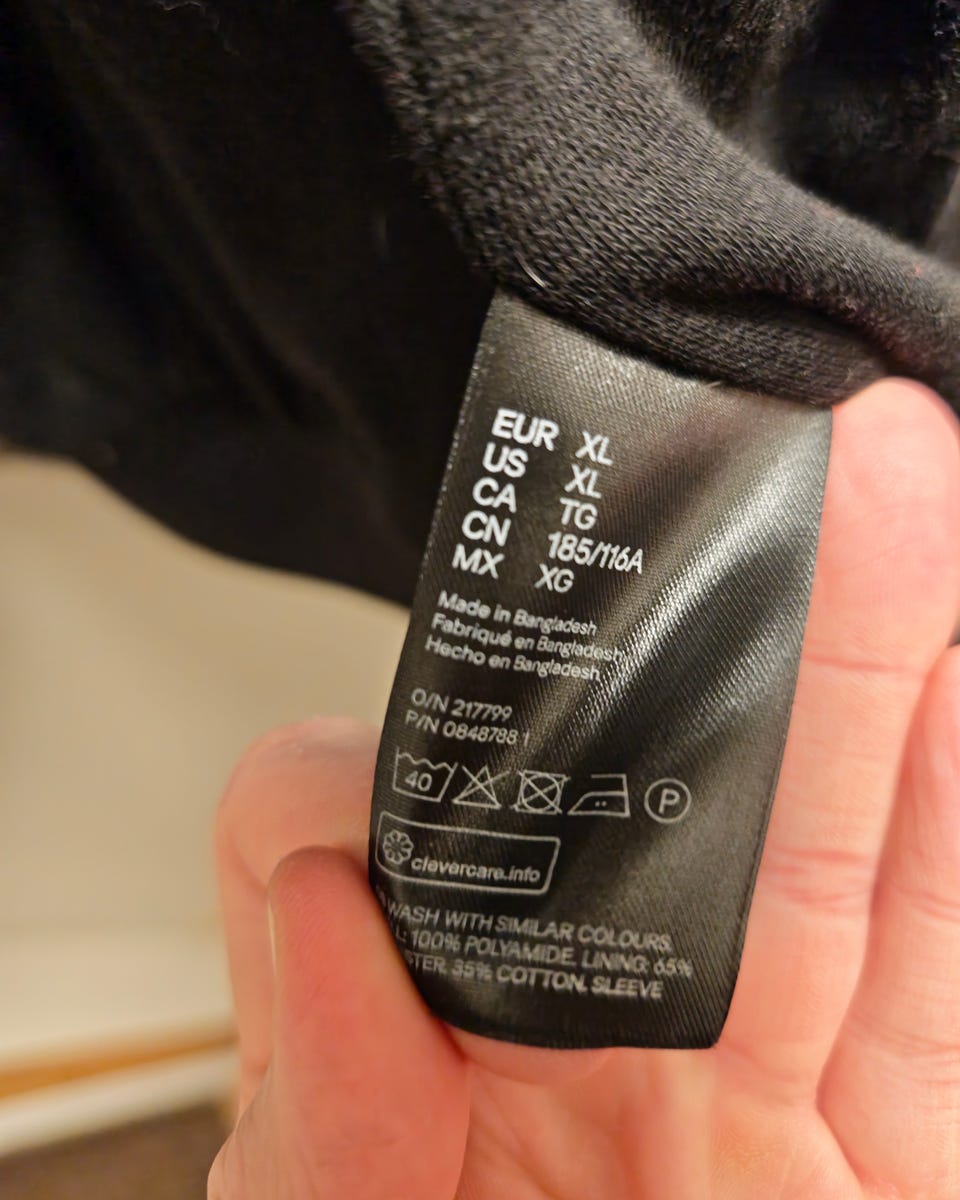 EUR XL
US XL
CA TG
CN 185/116A
MX XG
Made in Bangladesh
Fabriqué en Bangladesh
Hecho en Bangladesh
O/N 217799
P/N 0848788 1
40 P
clevercare.info
WASH WITH SIMILAR COLOURS.
L: 100% POLYAMIDE. LINING: 65%
STER, 35% COTTON. SLEEVE